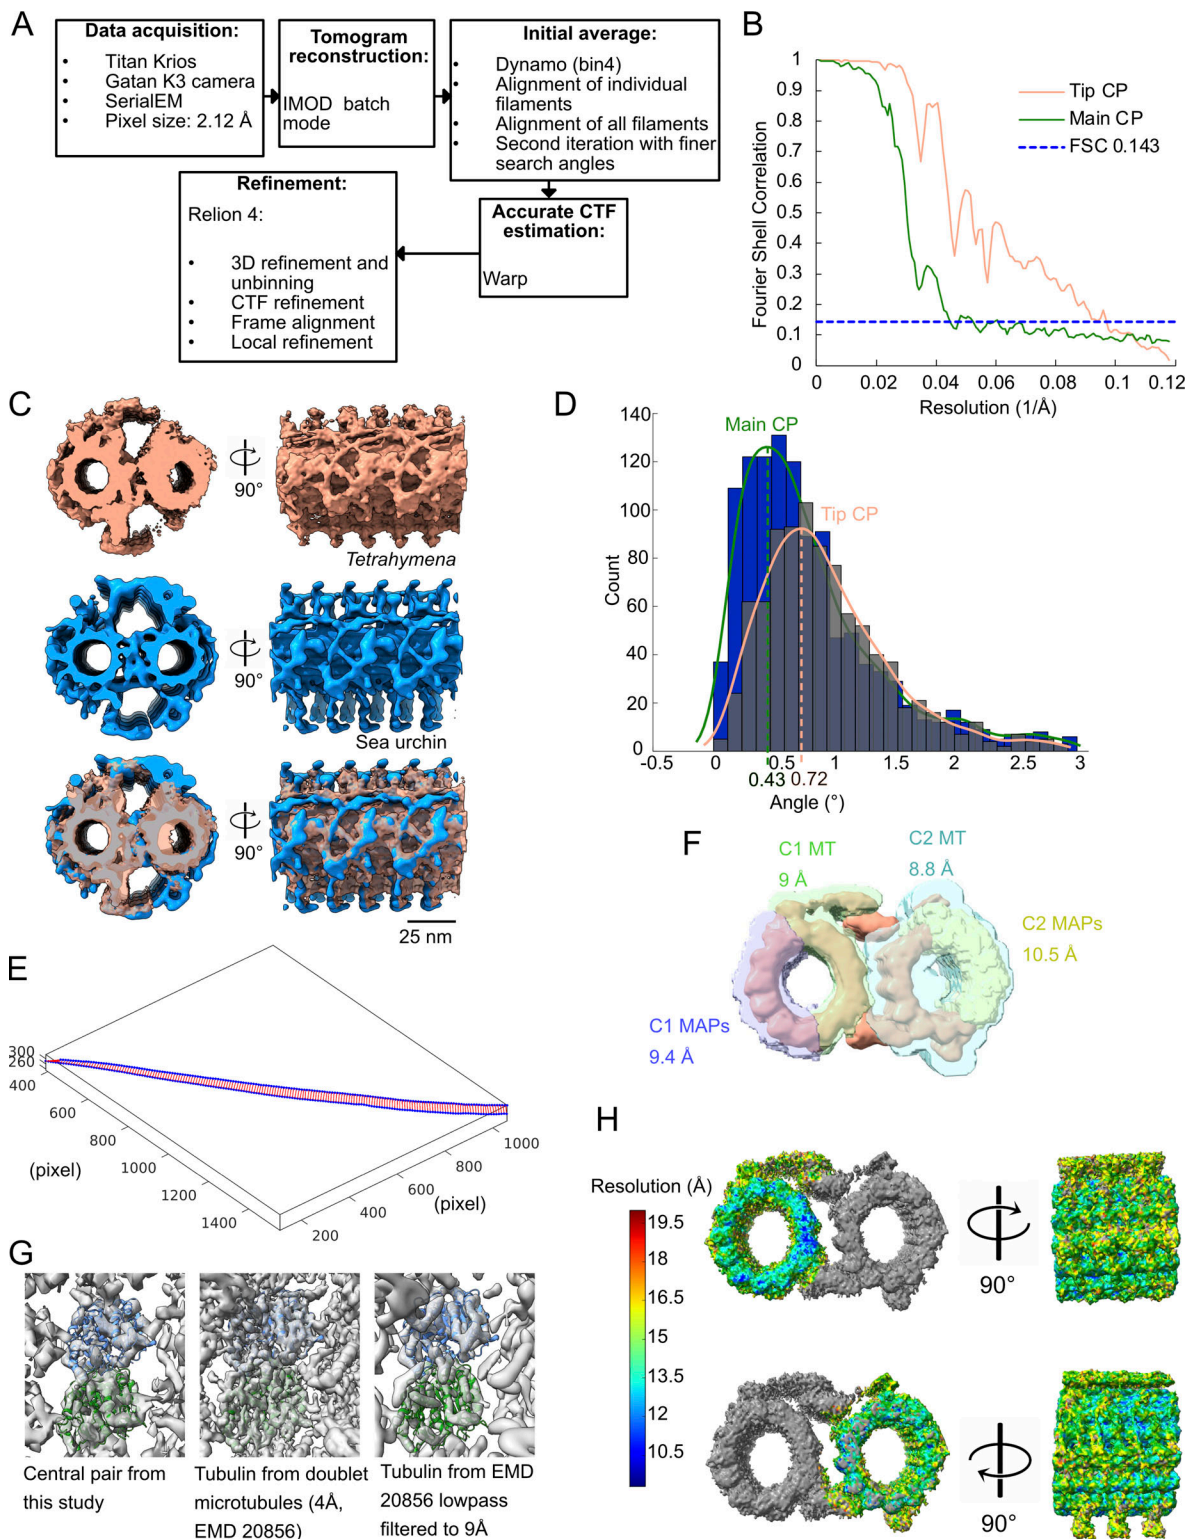 A
Data acquisition:
• Titan Krios
• Gatan K3 camera
• SerialEM
• Pixel size: 2.12 Å
Tomogram
reconstruction:
IMOD batch
mode
Initial average:
• Dynamo (bin4)
• Alignment of individual
filaments
• Alignment of all filaments
• Second iteration with finer
search angles
Refinement:
Relion 4:
• 3D refinement and
unbinning
• CTF refinement
• Frame alignment
• Local refinement
Accurate CTF
estimation:
Warp
B
1
0.9
0.8
0.7
0.6
0.5
0.4
0.3
0.2
0.1
0
Fourier Shell Correlation
Tip CP
Main CP
FSC 0.143
0
0.02
0.04
0.06
0.08
0.1
0.12
Resolution (1/Å)
C
90°
Tetrahymena
90°
Sea urchin
90°
25 nm
D
140
120
100
80
60
40
20
0
Count
Main CP
Tip CP
-0.5
0
0.5
1
1.5
2
2.5
3
0.43
0.72
Angle (°)
E
300
260
400
600
800
1000
1200
1400
(pixel)
200
400
600
800
1000
(pixel)
F
C1 MT
9 Å
C2 MT
8.8 Å
C2 MAPs
10.5 Å
C1 MAPs
9.4 Å
G
Central pair from
this study
Tubulin from doublet
microtubules (4Å,
EMD 20856)
Tubulin from EMD
20856 lowpass
filtered to 9Å
H
Resolution (Å)
19.5
18
16.5
15
13.5
12
10.5
90°
90°